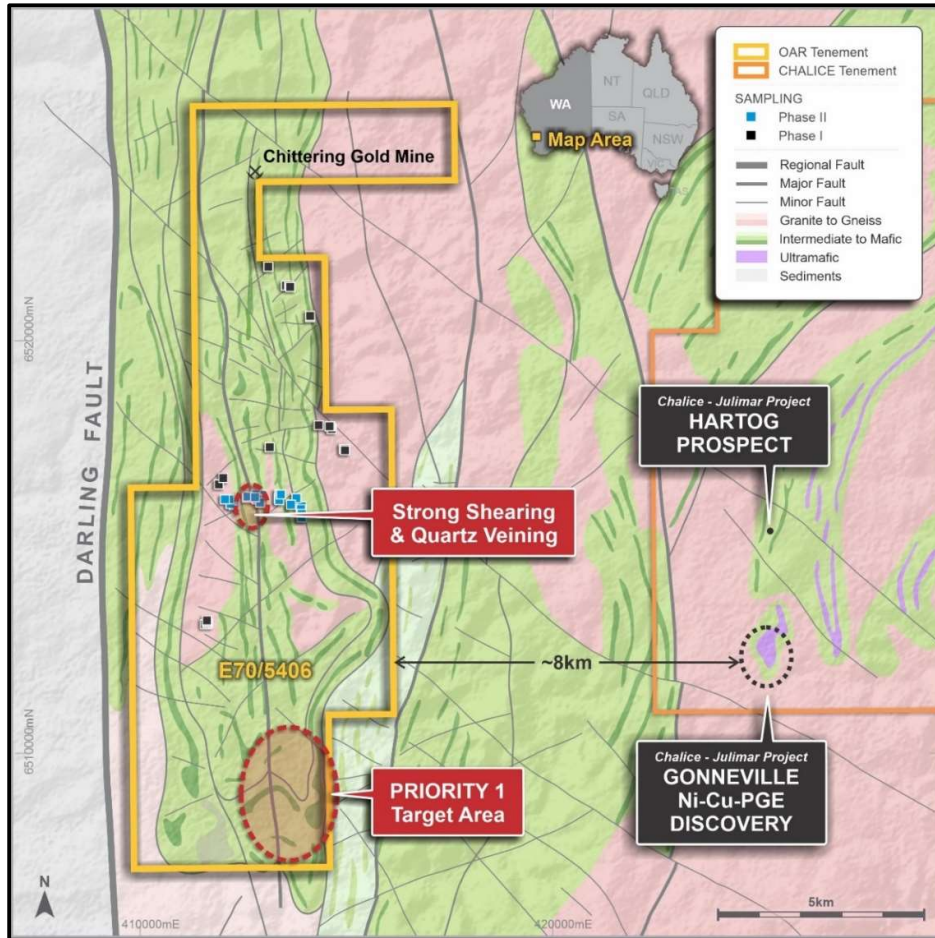 OAR Tenement
CHALICE Tenement
SAMPLING
Phase II
Phase I
Regional Fault
Major Fault
Minor Fault
Granite to Gneiss
Intermediate to Mafic
Ultramafic
Sediments
WA
NT
QLD
SA
NSW
VIC
TAS
Map Area
Chittering Gold Mine
6520000mN
DARLING FAULT
Chalice - Julimar Project
HARTOG
PROSPECT
Strong Shearing
& Quartz Veining
E70/5406
~8km
6510000mN
PRIORITY 1
Target Area
Chalice - Julimar Project
GONNEVILLE
Ni-Cu-PGE
DISCOVERY
N
410000mE
420000mE
5km